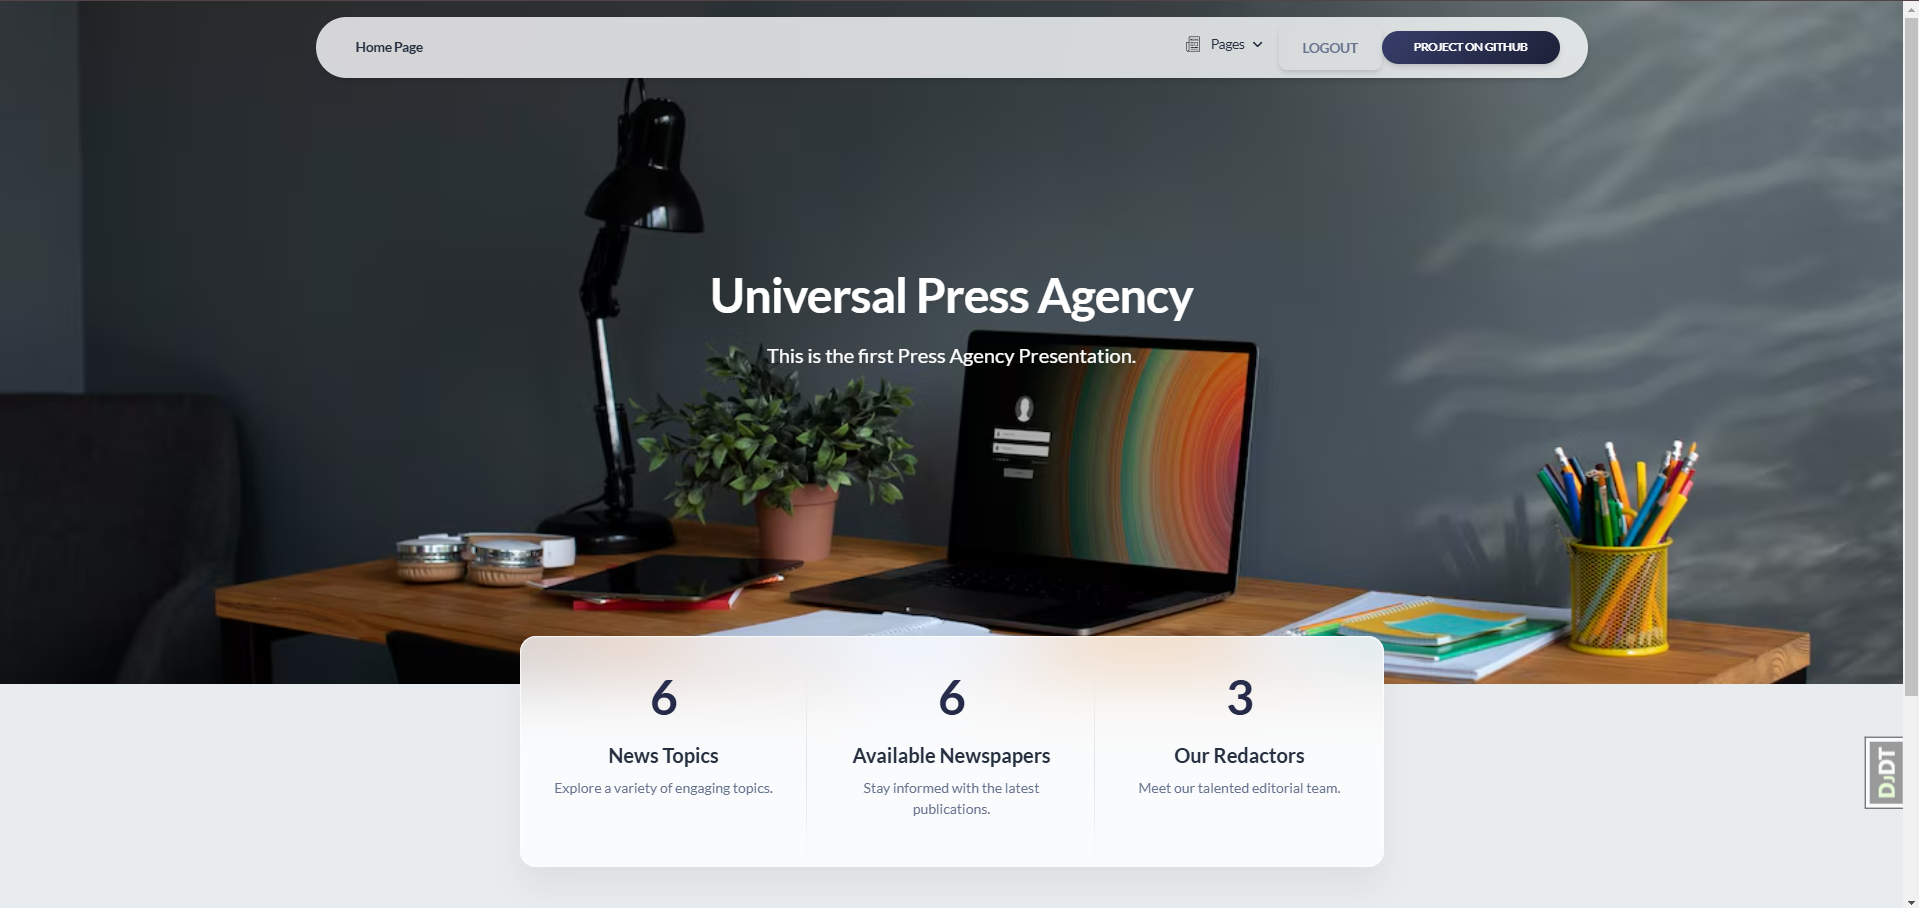 Home Page
Pages
LOGOUT
PROJECT ON GITHUB
Universal Press Agency
This is the first Press Agency Presentation.
6
6
3
News Topics
Available Newspapers
Our Redactors
Explore a variety of engaging topics.
Stay informed with the latest
publications.
Meet our talented editorial team.
DjDT